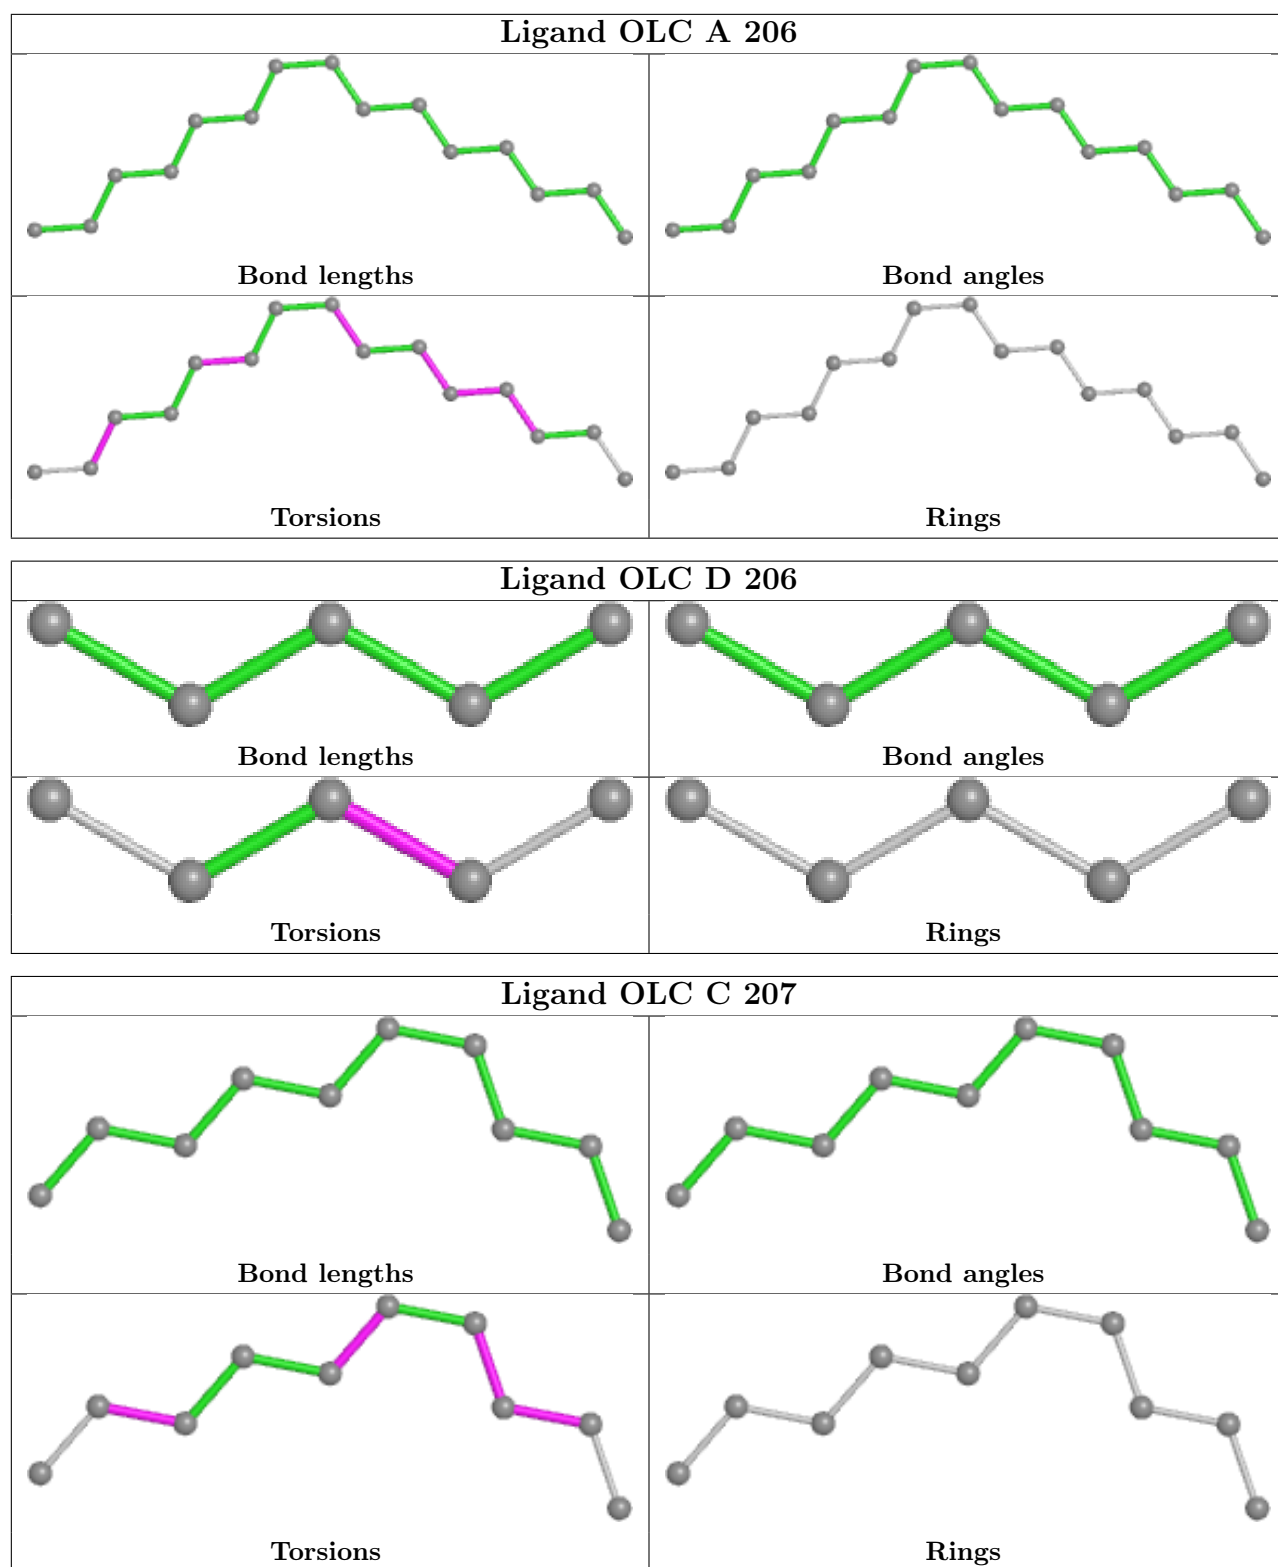 Ligand OLC A 206
Bond lengths
Bond angles
Torsions
Rings
Ligand OLC D 206
Bond lengths
Bond angles
Torsions
Rings
Ligand OLC C 207
Bond lengths
Bond angles
Torsions
Rings